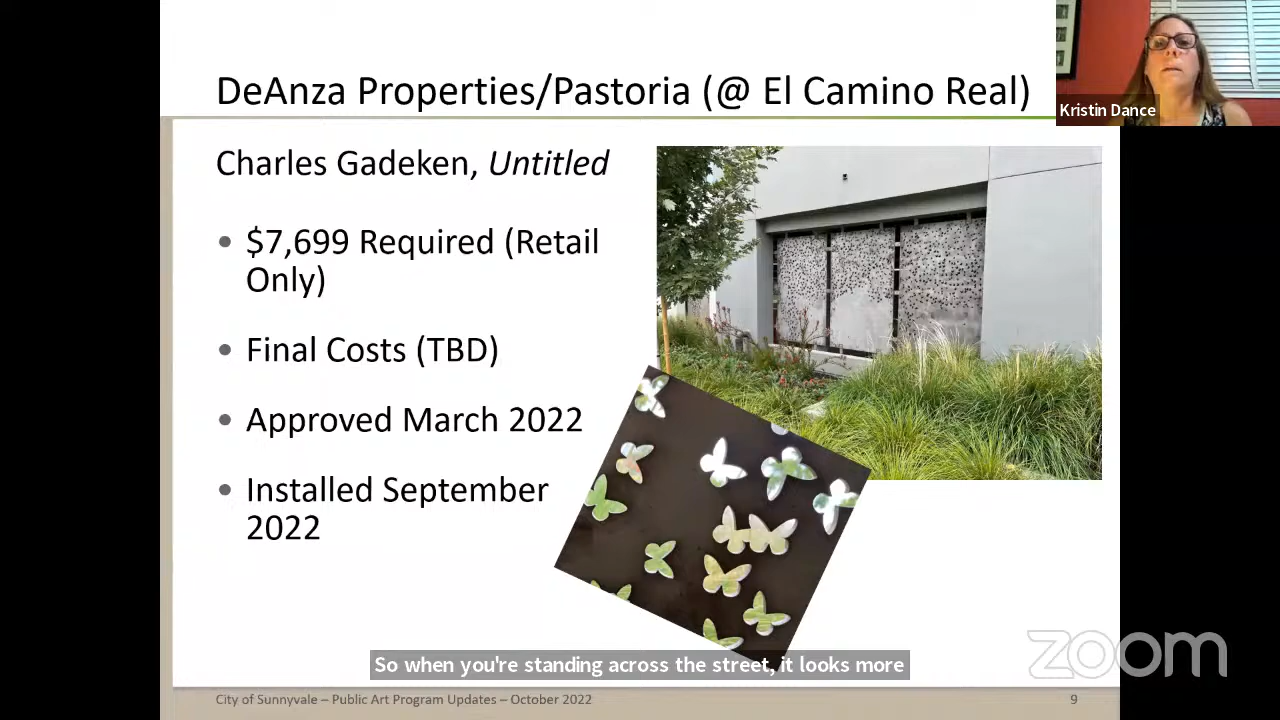 DeAnza Properties/Pastoria (@ El Camino Real)
Kristin Dance
Charles Gadeken, Untitled
• $7,699 Required (Retail
Only)
• Final Costs (TBD)
• Approved March 2022
• Installed September
2022
So when you're standing across the street, it looks more
zoom
City of Sunnyvale – Public Art Program Updates – October 2022
9